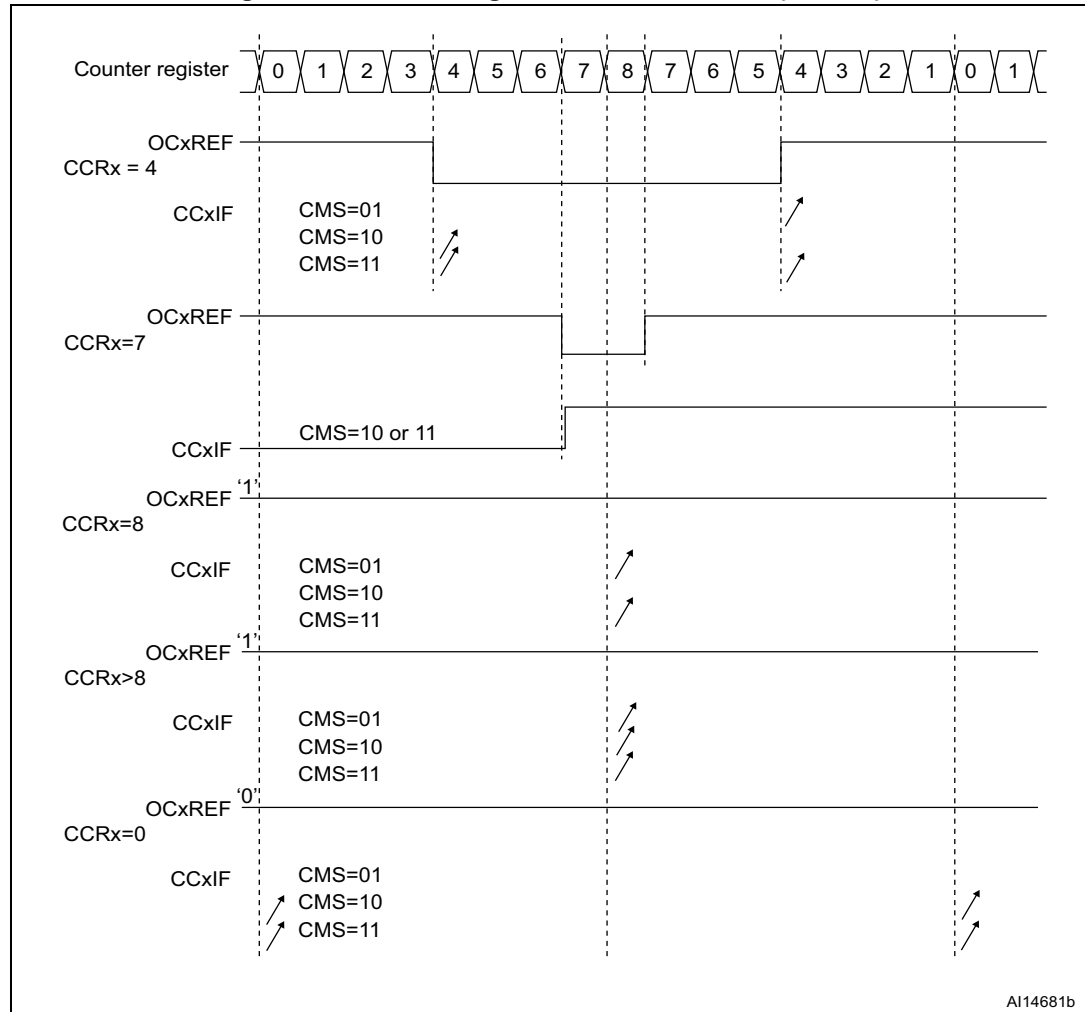 Counter register 0 1 2 3 4 5 6 7 8 7 6 5 4 3 2 1 0 1
OCxREF
CCRx = 4
CCxIF CMS=01
CMS=10
CMS=11
OCxREF
CCRx=7
CCxIF CMS=10 or 11
OCxREF '1'
CCRx=8
CCxIF CMS=01
CMS=10
CMS=11
OCxREF '1'
CCRx>8
CCxIF CMS=01
CMS=10
CMS=11
OCxREF '0'
CCRx=0
CCxIF CMS=01
CMS=10
CMS=11
AI14681b